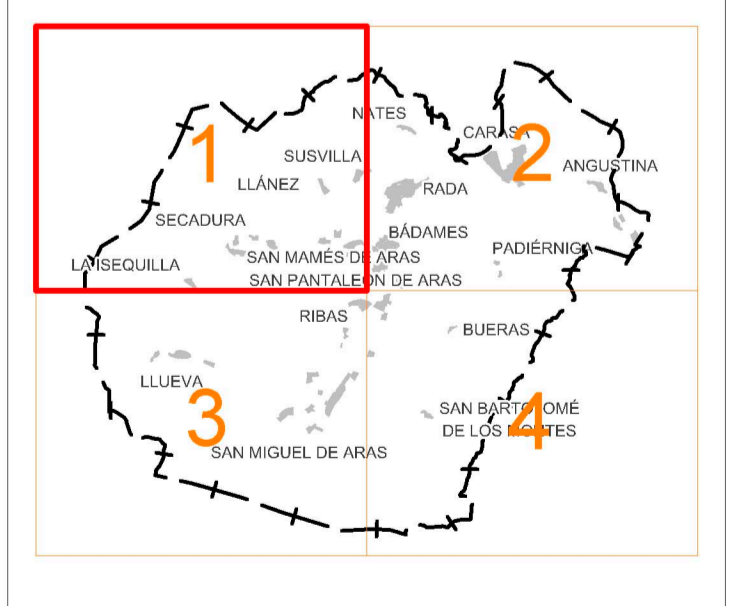 NATES
CARASA
1
2
SUSVILLA
ANGUSTINA
LLÁNEZ
RADA
SECADURA
BÁDAMES
PADIÉRNIGA
SAN MAMÉS DE ARAS
LA ISEQUILLA
SAN PANTALEÓN DE ARAS
RIBAS
BUERAS
LLUEVA
3
SAN BARTOLOMÉ
DE LOS MONTES
4
SAN MIGUEL DE ARAS